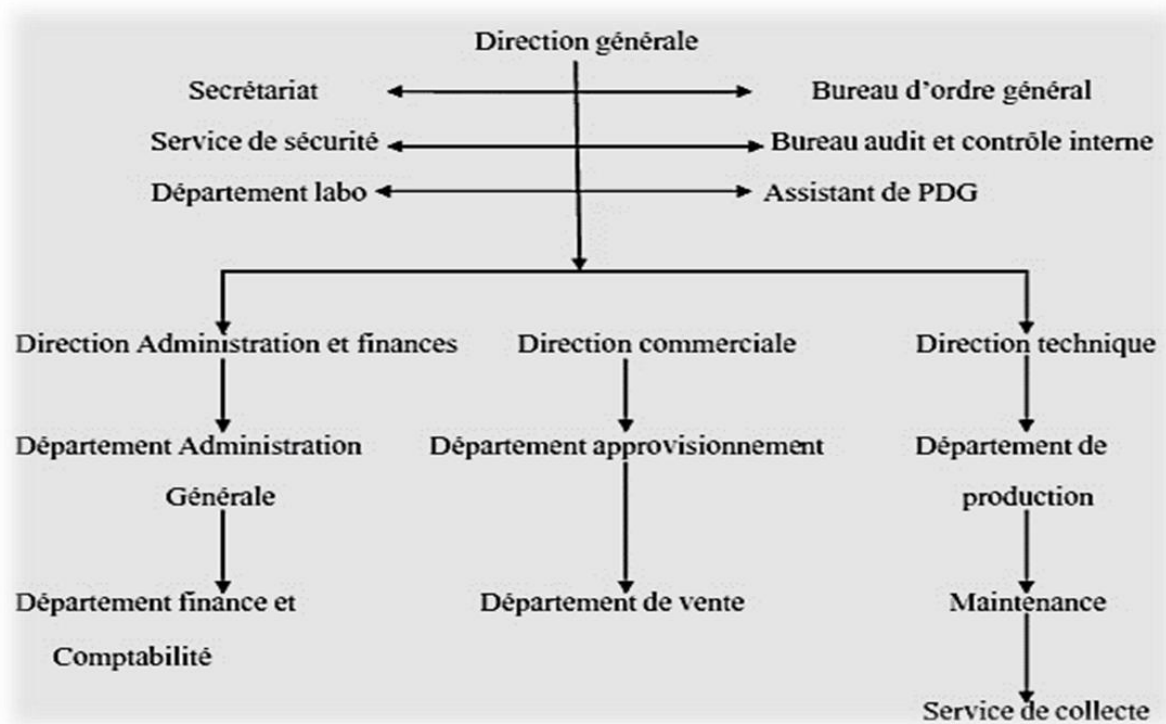 Direction générale
Secrétariat
Bureau d'ordre général
Service de sécurité
Bureau audit et contrôle interne
Département labo
Assistant de PDG
Direction Administration et finances
Direction commerciale
Direction technique
Département Administration
Générale
Département approvisionnement
Département de
production
Département finance et
Comptabilité
Département de vente
Maintenance
Service de collecte